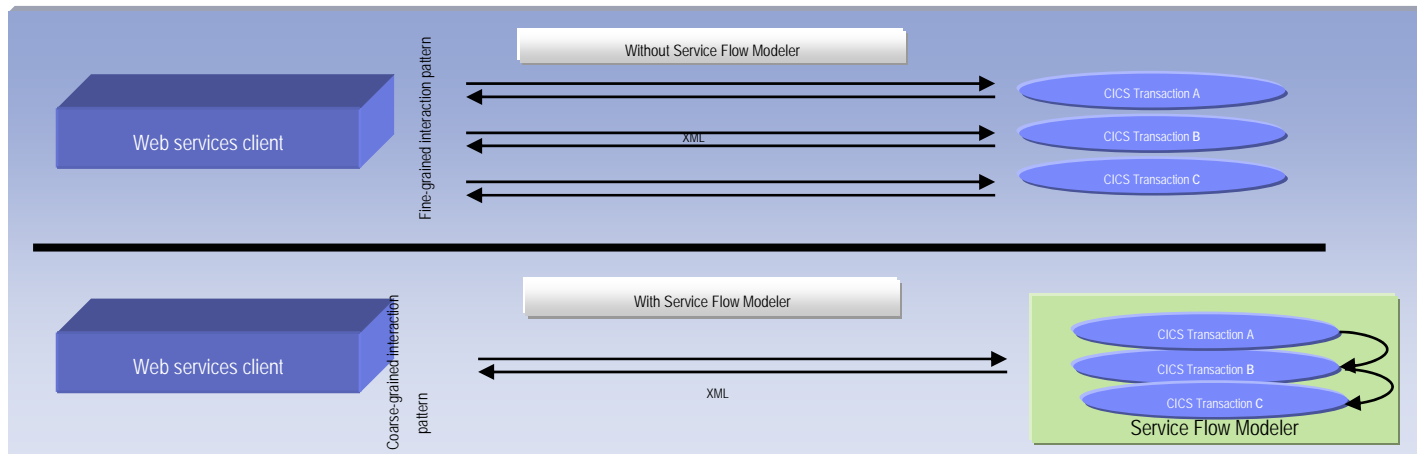 Without Service Flow Modeler
Web services client
Fine-grained interaction pattern
XML
CICS Transaction A
CICS Transaction B
CICS Transaction C
With Service Flow Modeler
Web services client
Coarse-grained interaction
pattern
XML
CICS Transaction A
CICS Transaction B
CICS Transaction C
Service Flow Modeler